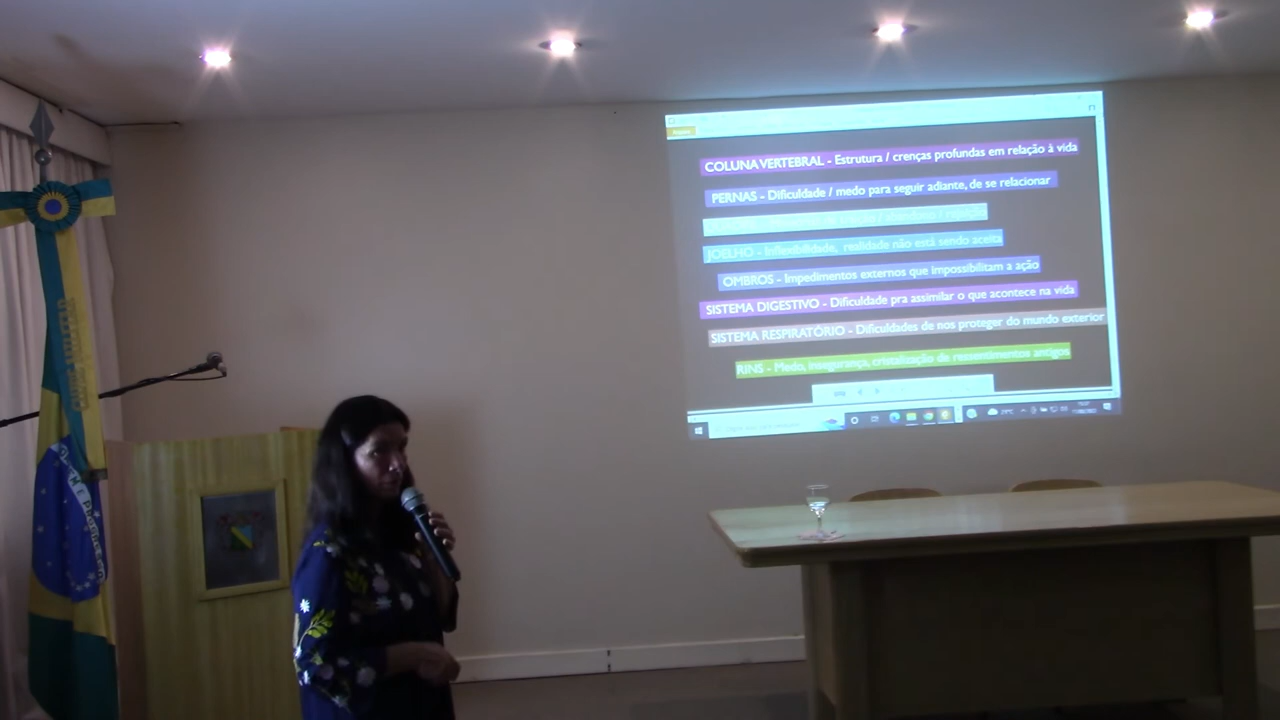 COLUNA VERTEBRAL - Estrutura / crenças profundas em relação à vida
PERNAS - Dificuldade / medo para seguir adiante, de se relacionar
JOELHO - Inflexibilidade, realidade não está sendo aceita
OMBROS - Impedimentos externos que impossibilitam a ação
SISTEMA DIGESTIVO - Dificuldade pra assimilar o que acontece na vida
SISTEMA RESPIRATÓRIO - Dificuldades de nos proteger do mundo exterior
RINS - Medo, insegurança, cristalização de ressentimentos antigos